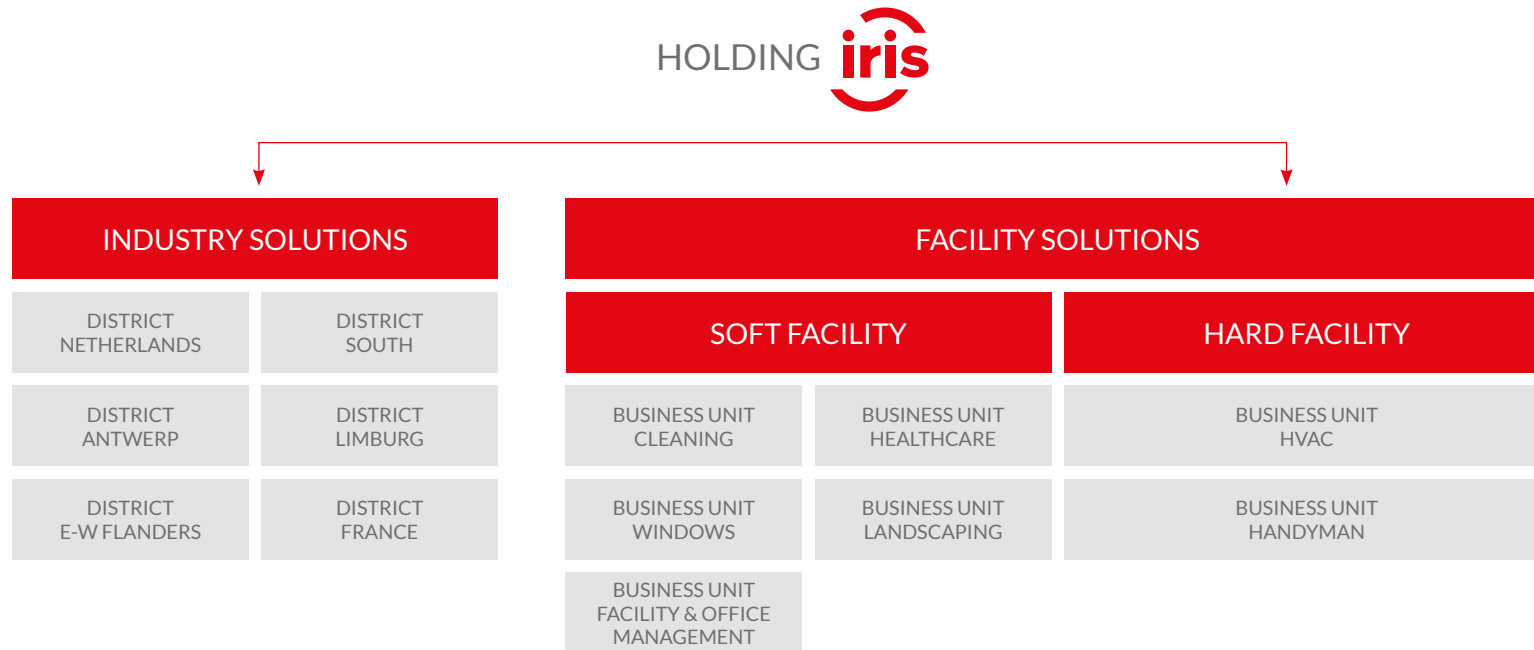 HOLDING iris
INDUSTRY SOLUTIONS
DISTRICT
NETHERLANDS
DISTRICT
SOUTH
DISTRICT
ANTWERP
DISTRICT
LIMBURG
DISTRICT
E-W FLANDERS
DISTRICT
FRANCE
FACILITY SOLUTIONS
SOFT FACILITY
BUSINESS UNIT
CLEANING
BUSINESS UNIT
HEALTHCARE
BUSINESS UNIT
WINDOWS
BUSINESS UNIT
LANDSCAPING
BUSINESS UNIT
FACILITY & OFFICE
MANAGEMENT
HARD FACILITY
BUSINESS UNIT
HVAC
BUSINESS UNIT
HANDYMAN